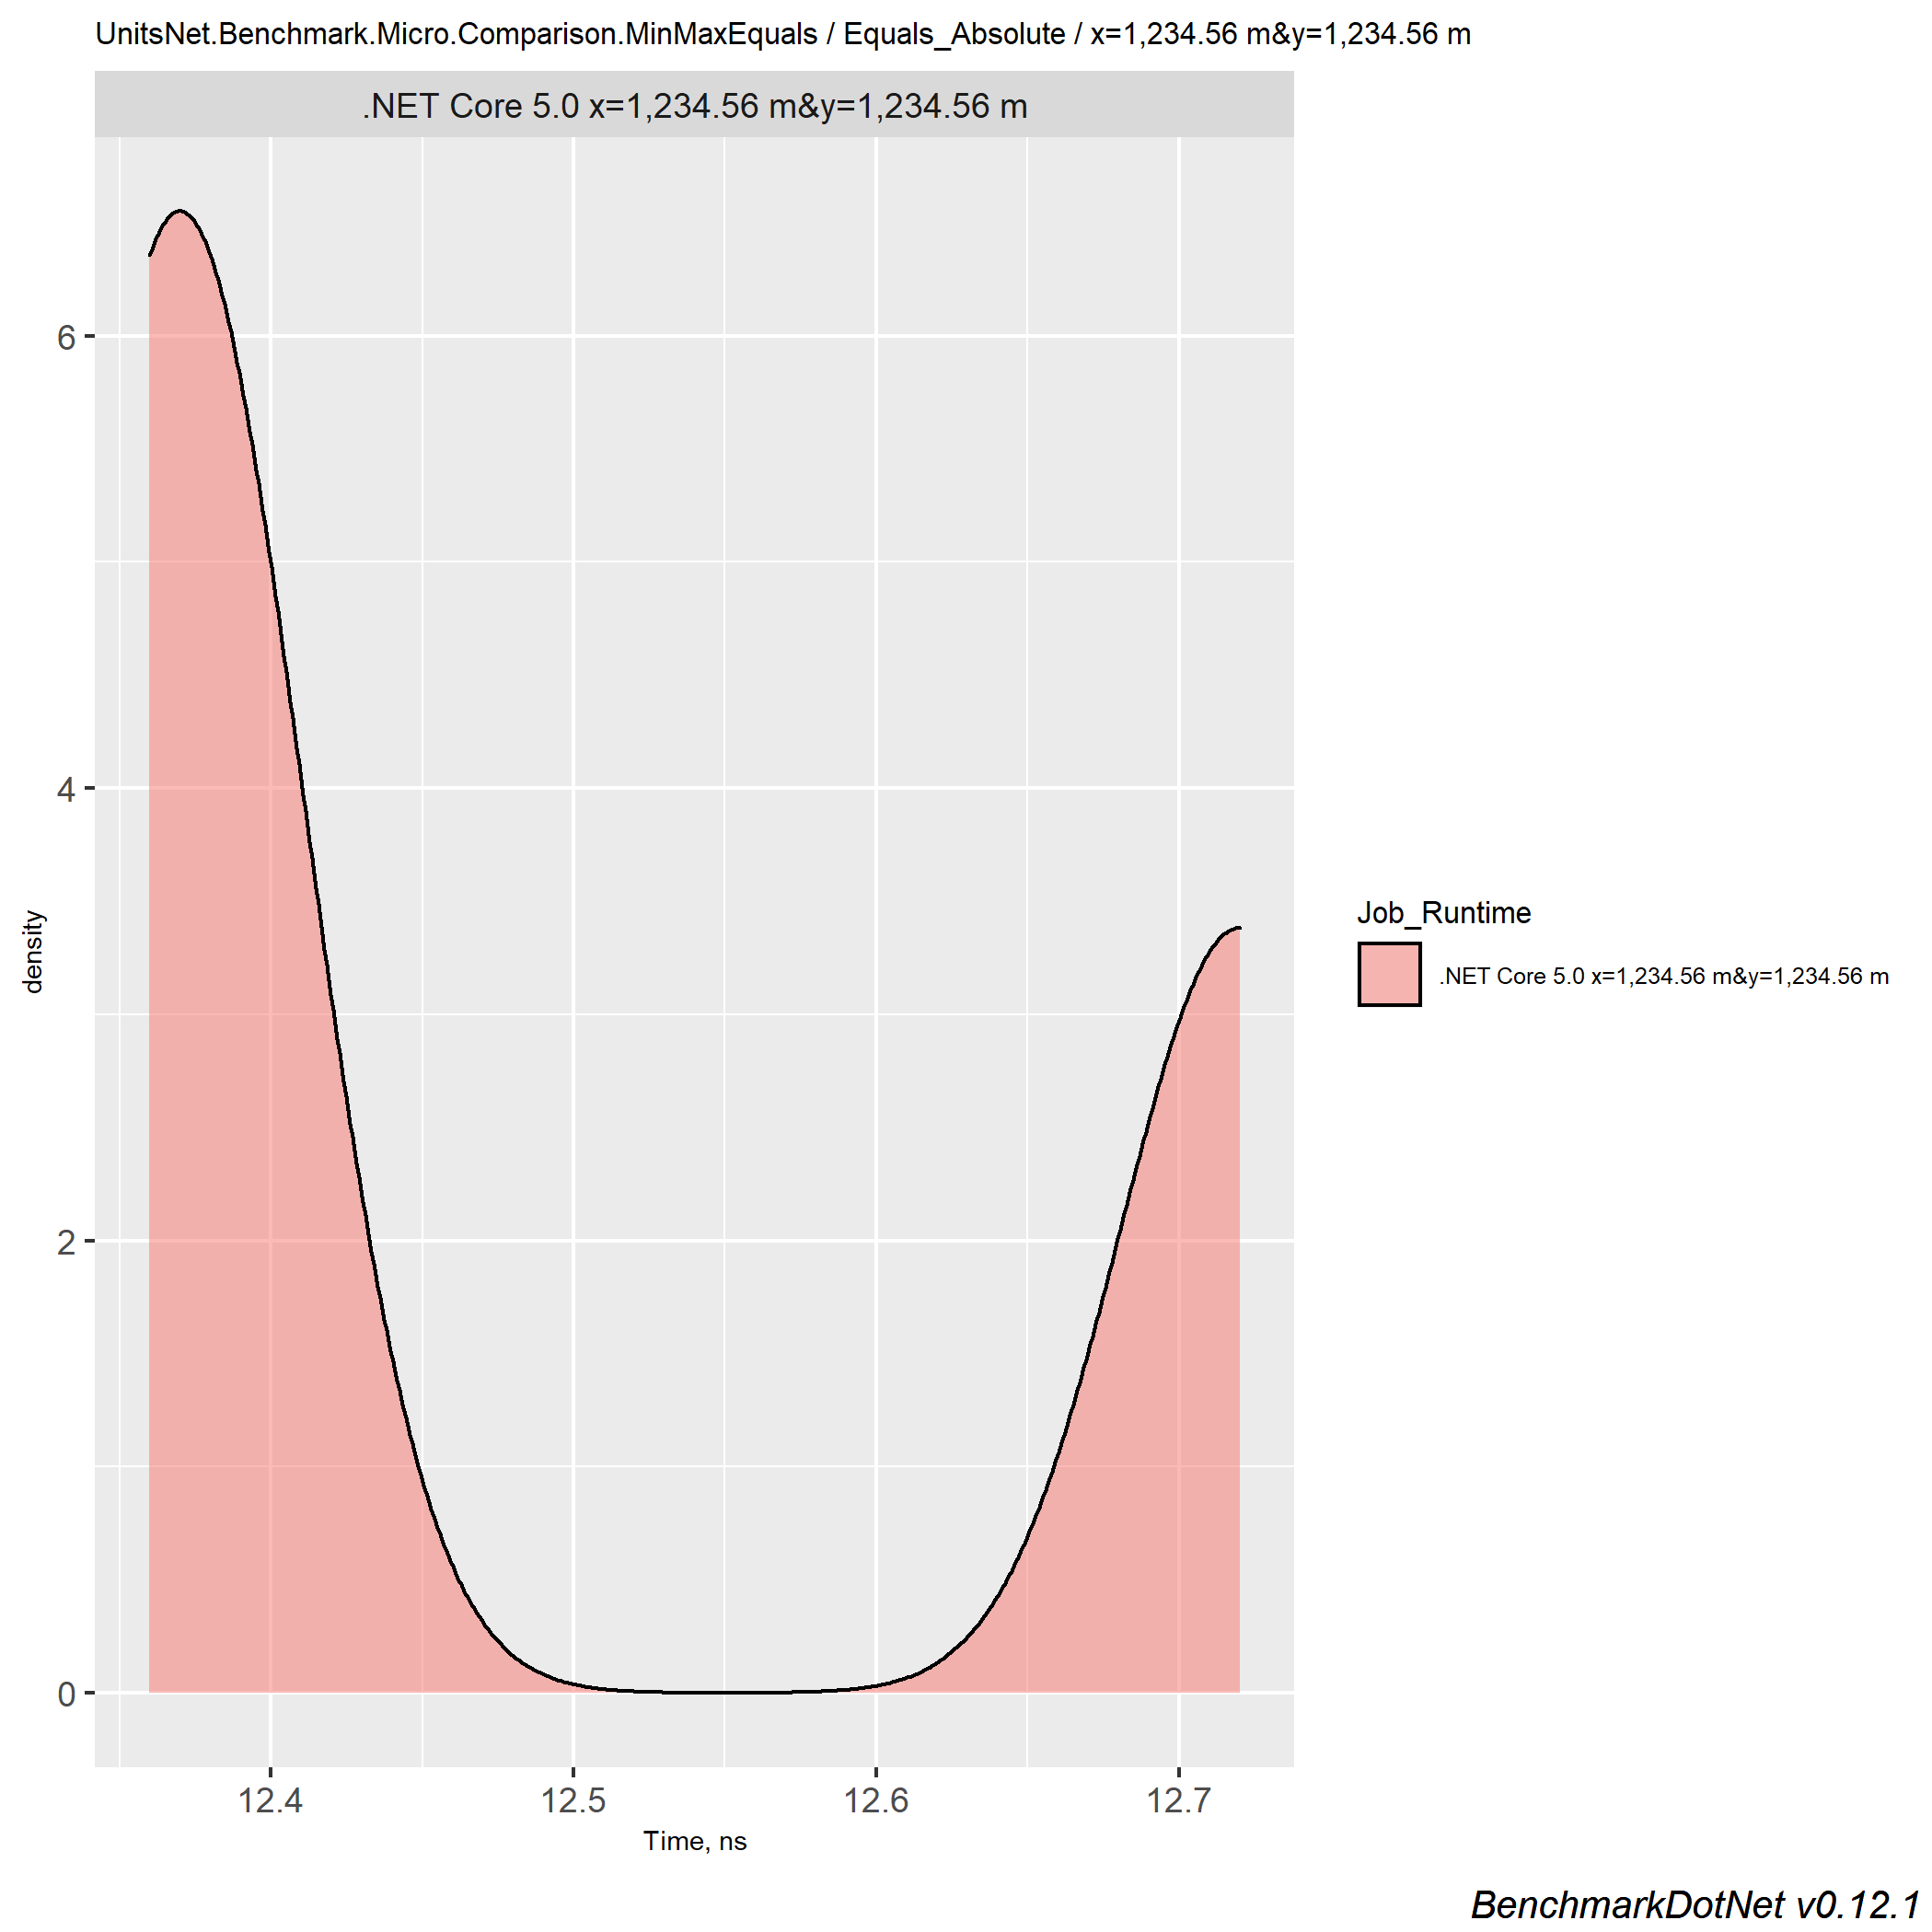 UnitsNet.Benchmark.Micro.Comparison.MinMaxEquals / Equals_Absolute / x=1,234.56 m&y=1,234.56 m
.NET Core 5.0 x=1,234.56 m&y=1,234.56 m
6
4
2
0
density
12.4 12.5 12.6 12.7
Time, ns
Job_Runtime
.NET Core 5.0 x=1,234.56 m&y=1,234.56 m
BenchmarkDotNet v0.12.1